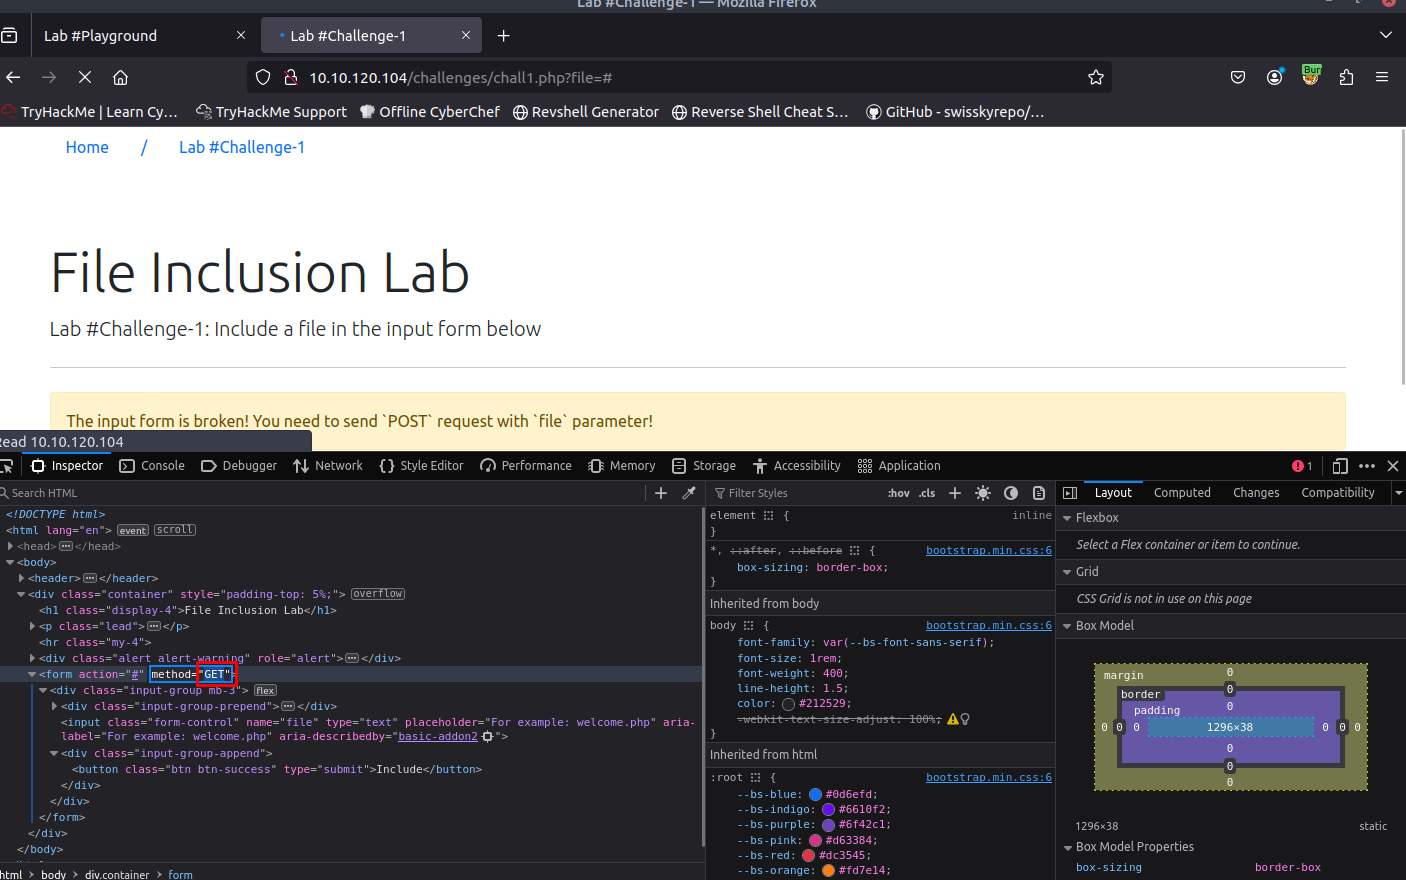 Lab #Challenge-1 — Mozilla Firefox
Lab #Playground
Lab #Challenge-1
10.10.120.104/challenges/chall1.php?file=#
Bur
TryHackMe | Learn Cy…
TryHackMe Support
Offline CyberChef
Revshell Generator
Reverse Shell Cheat S…
GitHub - swisskyrepo/…
Home / Lab #Challenge-1
File Inclusion Lab
Lab #Challenge-1: Include a file in the input form below
The input form is broken! You need to send `POST` request with `file` parameter!
Read 10.10.120.104
Inspector
Console
Debugger
Network
Style Editor
Performance
Memory
Storage
Accessibility
Application
1
Search HTML
<!DOCTYPE html>
<html lang="en"> event scroll
<head> ⋯ </head>
<body>
<header> ⋯ </header>
<div class="container" style="padding-top: 5%;"> overflow
<h1 class="display-4">File Inclusion Lab</h1>
<p class="lead"> ⋯ </p>
<hr class="my-4">
<div class="alert alert-warning" role="alert"> ⋯ </div>
<form action="#" method="GET">
<div class="input-group mb-3"> flex
<div class="input-group-prepend"> ⋯ </div>
<input class="form-control" name="file" type="text" placeholder="For example: welcome.php" aria-
label="For example: welcome.php" aria-describedby="basic-addon2">
<div class="input-group-append">
<button class="btn btn-success" type="submit">Include</button>
</div>
</div>
</form>
</div>
</body>
html > body > div.container > form
Filter Styles
:hov .cls
element { inline
}
*, ::after, ::before { bootstrap.min.css:6
box-sizing: border-box;
}
Inherited from body
body { bootstrap.min.css:6
font-family: var(--bs-font-sans-serif);
font-size: 1rem;
font-weight: 400;
line-height: 1.5;
color: #212529;
-webkit-text-size-adjust: 100%;
}
Inherited from html
:root { bootstrap.min.css:6
--bs-blue: #0d6efd;
--bs-indigo: #6610f2;
--bs-purple: #6f42c1;
--bs-pink: #d63384;
--bs-red: #dc3545;
--bs-orange: #fd7e14;
Layout
Computed
Changes
Compatibility
Flexbox
Select a Flex container or item to continue.
Grid
CSS Grid is not in use on this page
Box Model
margin 0
border 0
padding 0
0 0 0 1296×38 0 0 0
0
0
0
1296×38 static
Box Model Properties
box-sizing border-box